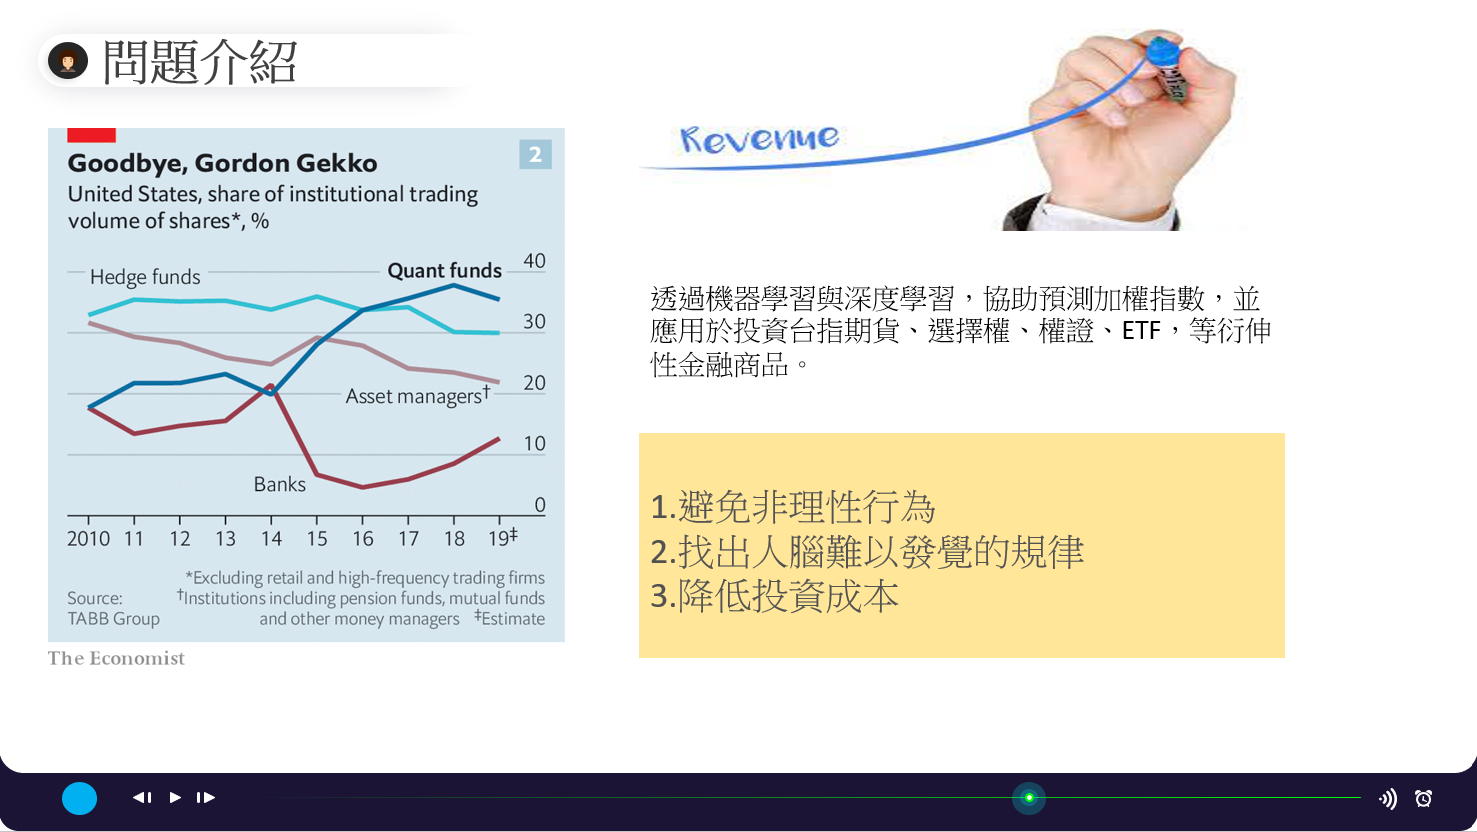 問題介紹
Goodbye, Gordon Gekko
2
United States, share of institutional trading
volume of shares*, %
40
Hedge funds
Quant funds
30
20
Asset managers†
10
Banks
0
2010 11 12 13 14 15 16 17 18 19‡
*Excluding retail and high-frequency trading firms
Source:
†Institutions including pension funds, mutual funds
TABB Group
and other money managers ‡Estimate
The Economist
Revenue
透過機器學習與深度學習，協助預測加權指數，並
應用於投資台指期貨、選擇權、權證、ETF，等衍伸
性金融商品。
1.避免非理性行為
2.找出人腦難以發覺的規律
3.降低投資成本